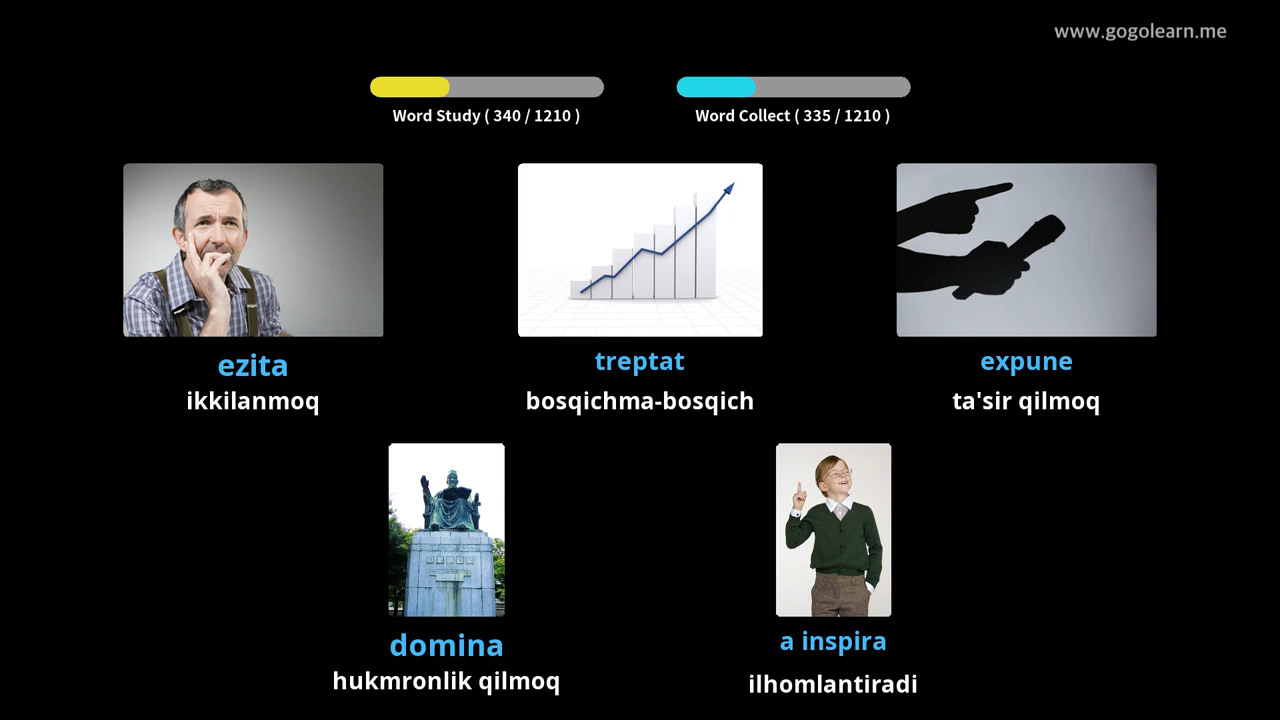 www.gogolearn.me
Word Study ( 340 / 1210 )
Word Collect ( 335 / 1210 )
ezita
ikkilanmoq
treptat
bosqichma-bosqich
expune
ta'sir qilmoq
domina
hukmronlik qilmoq
a inspira
ilhomlantiradi